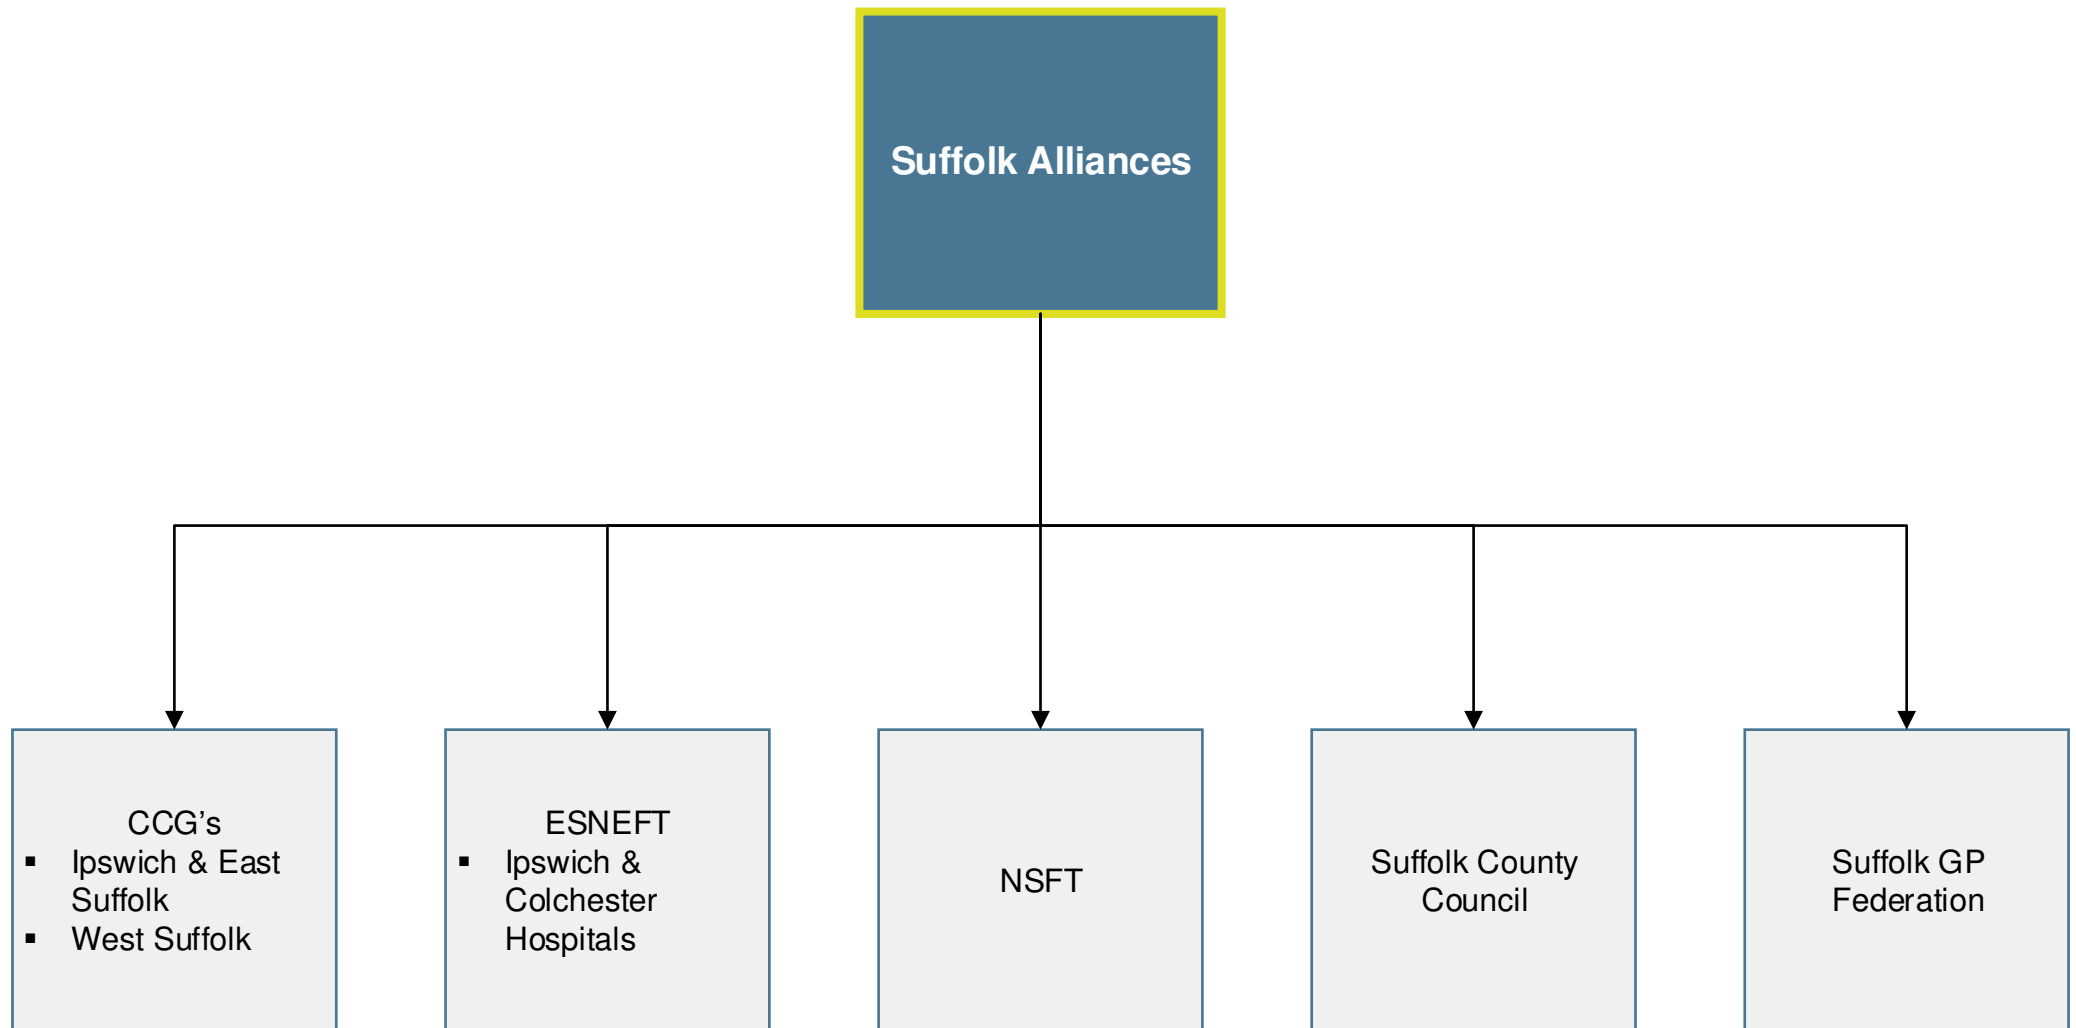 Suffolk Alliances
CCG’s
▪ Ipswich & East
Suffolk
▪ West Suffolk
ESNEFT
▪ Ipswich &
Colchester
Hospitals
NSFT
Suffolk County
Council
Suffolk GP
Federation